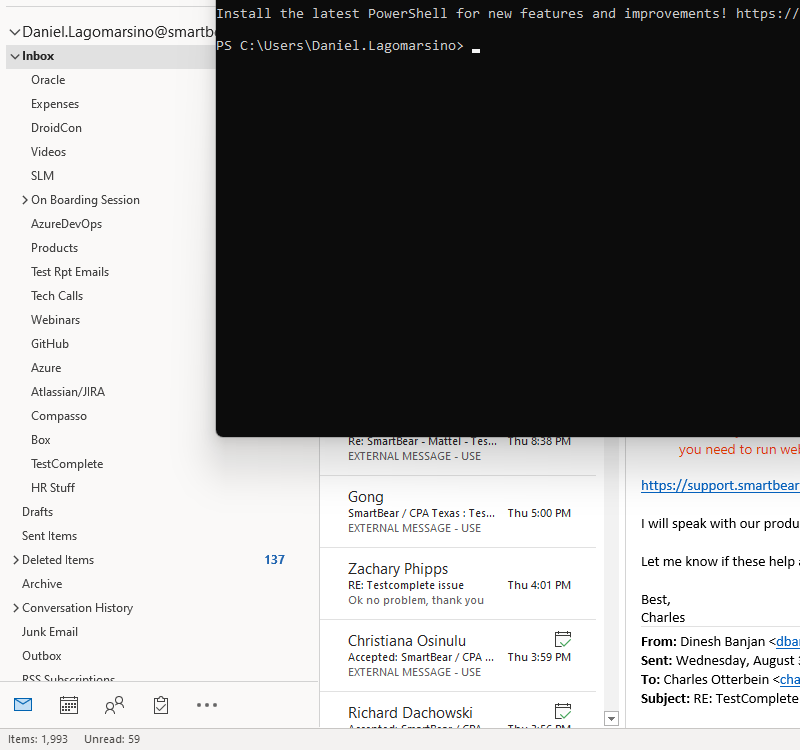 Install the latest PowerShell for new features and improvements! https://
PS C:\Users\Daniel.Lagomarsino>
Daniel.Lagomarsino@smartb
Inbox
Oracle
Expenses
DroidCon
Videos
SLM
On Boarding Session
AzureDevOps
Products
Test Rpt Emails
Tech Calls
Webinars
GitHub
Azure
Atlassian/JIRA
Compasso
Box
TestComplete
HR Stuff
Drafts
Sent Items
Deleted Items 137
Archive
Conversation History
Junk Email
Outbox
RSS Subscriptions
Items: 1,993 Unread: 59
Re: SmartBear - Mattel - Tes... Thu 8:38 PM
EXTERNAL MESSAGE - USE
Gong
SmartBear / CPA Texas : Tes... Thu 5:00 PM
EXTERNAL MESSAGE - USE
Zachary Phipps
RE: Testcomplete issue Thu 4:01 PM
Ok no problem, thank you
Christiana Osinulu
Accepted: SmartBear / CPA ... Thu 3:59 PM
EXTERNAL MESSAGE - USE
Richard Dachowski
Accepted: SmartBear / CPA ... Thu 3:56 PM
you need to run web
https://support.smartbear
I will speak with our produ
Let me know if these help a
Best,
Charles
From: Dinesh Banjan <dba
Sent: Wednesday, August 3
To: Charles Otterbein <cha
Subject: RE: TestComplete